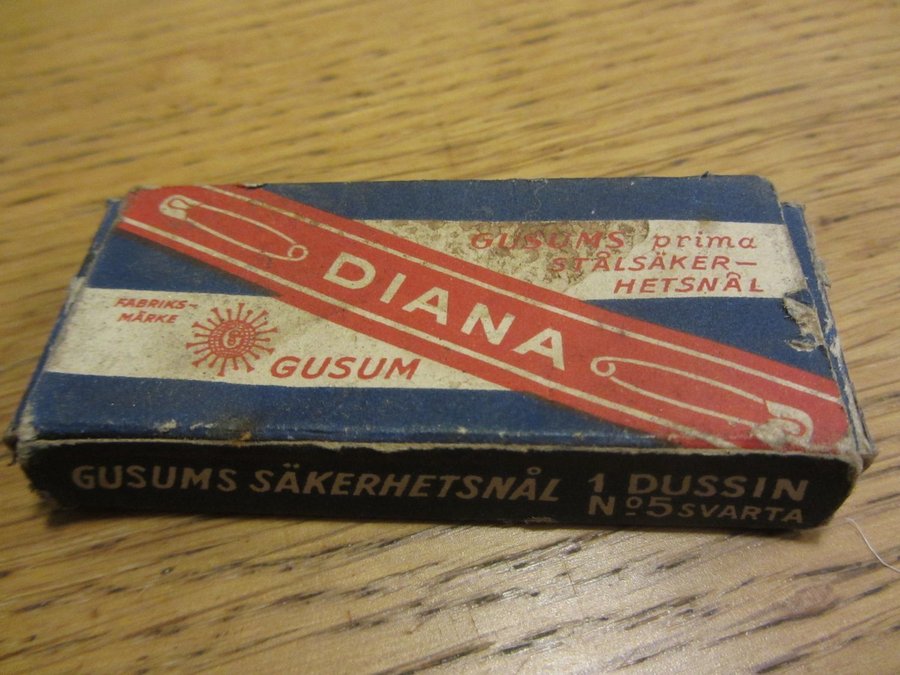 GUSUMS prima
STÅLSÄKER-
HETSNÅL
DIANA
FABRIKS-
MÄRKE
G
GUSUM
GUSUMS SÄKERHETSNÅL
1 DUSSIN
Nº 5 SVARTA